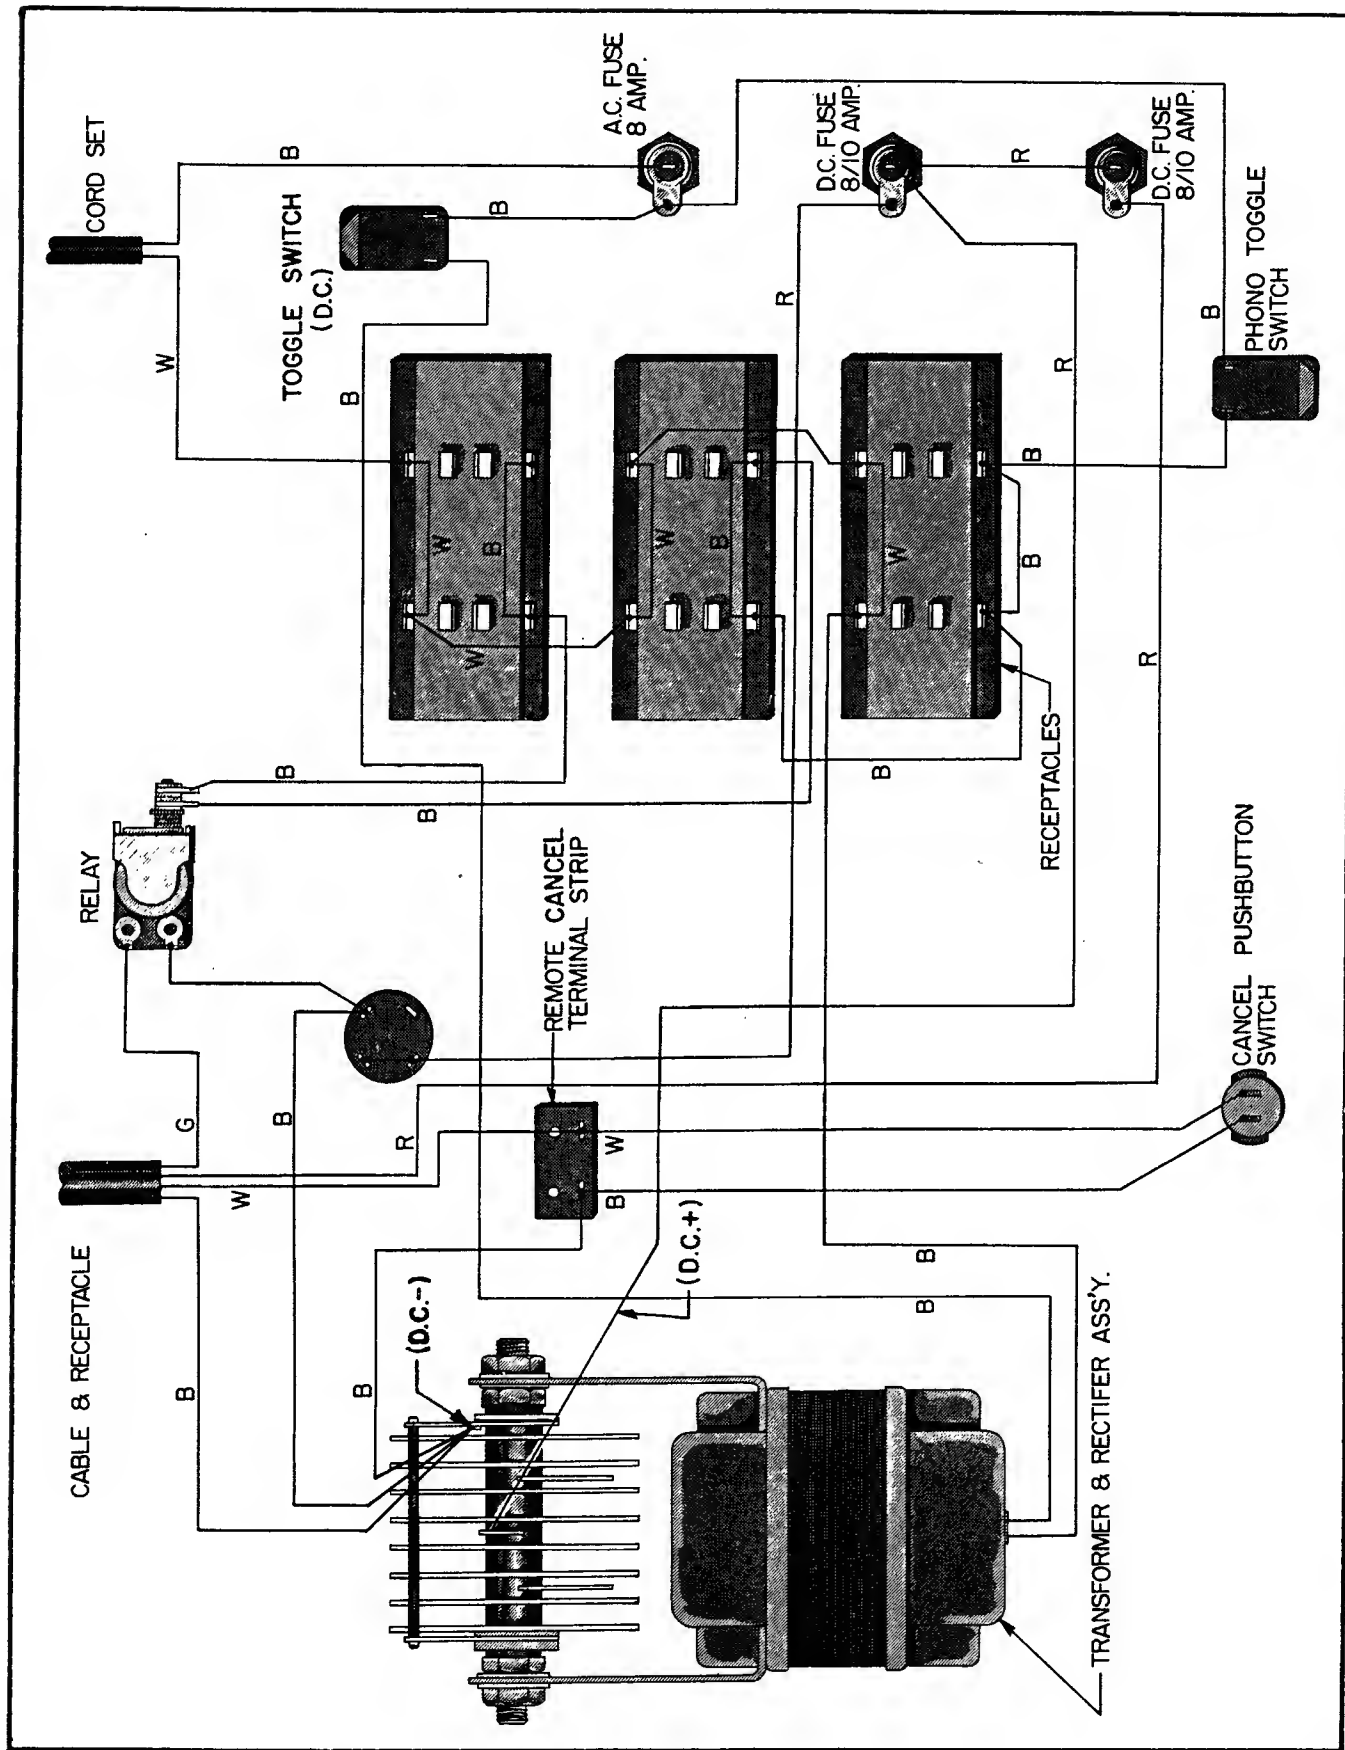 CORD SET
W
B
TOGGLE SWITCH
(D.C.)
B
B
A.C. FUSE
8 AMP.
D.C. FUSE
8/10 AMP.
R
D.C. FUSE
8/10 AMP.
R
R
B
PHONO TOGGLE
SWITCH
W
B
W
W
B
W
B
B
RECEPTACLES
B
R
RELAY
B
B
REMOTE CANCEL
TERMINAL STRIP
CANCEL PUSHBUTTON
SWITCH
G
B
R
W
W
B
CABLE & RECEPTACLE
B
B
(D.C.-)
(D.C.+)
B
B
TRANSFORMER & RECTIFER ASS'Y.